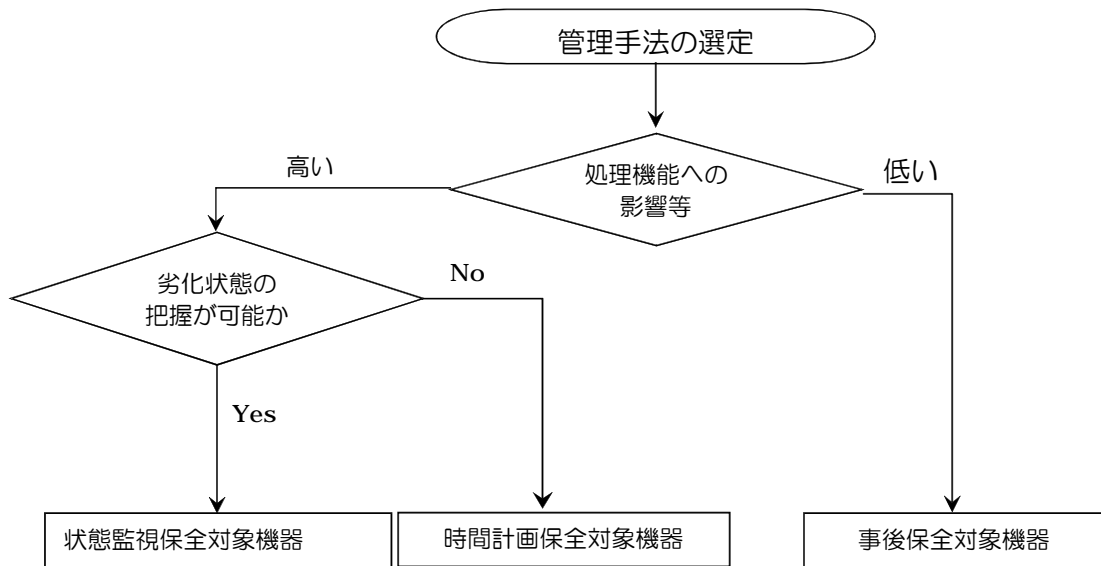 管理手法の選定
高い
処理機能への
影響等
低い
劣化状態の
把握が可能か
No
Yes
状態監視保全対象機器
時間計画保全対象機器
事後保全対象機器